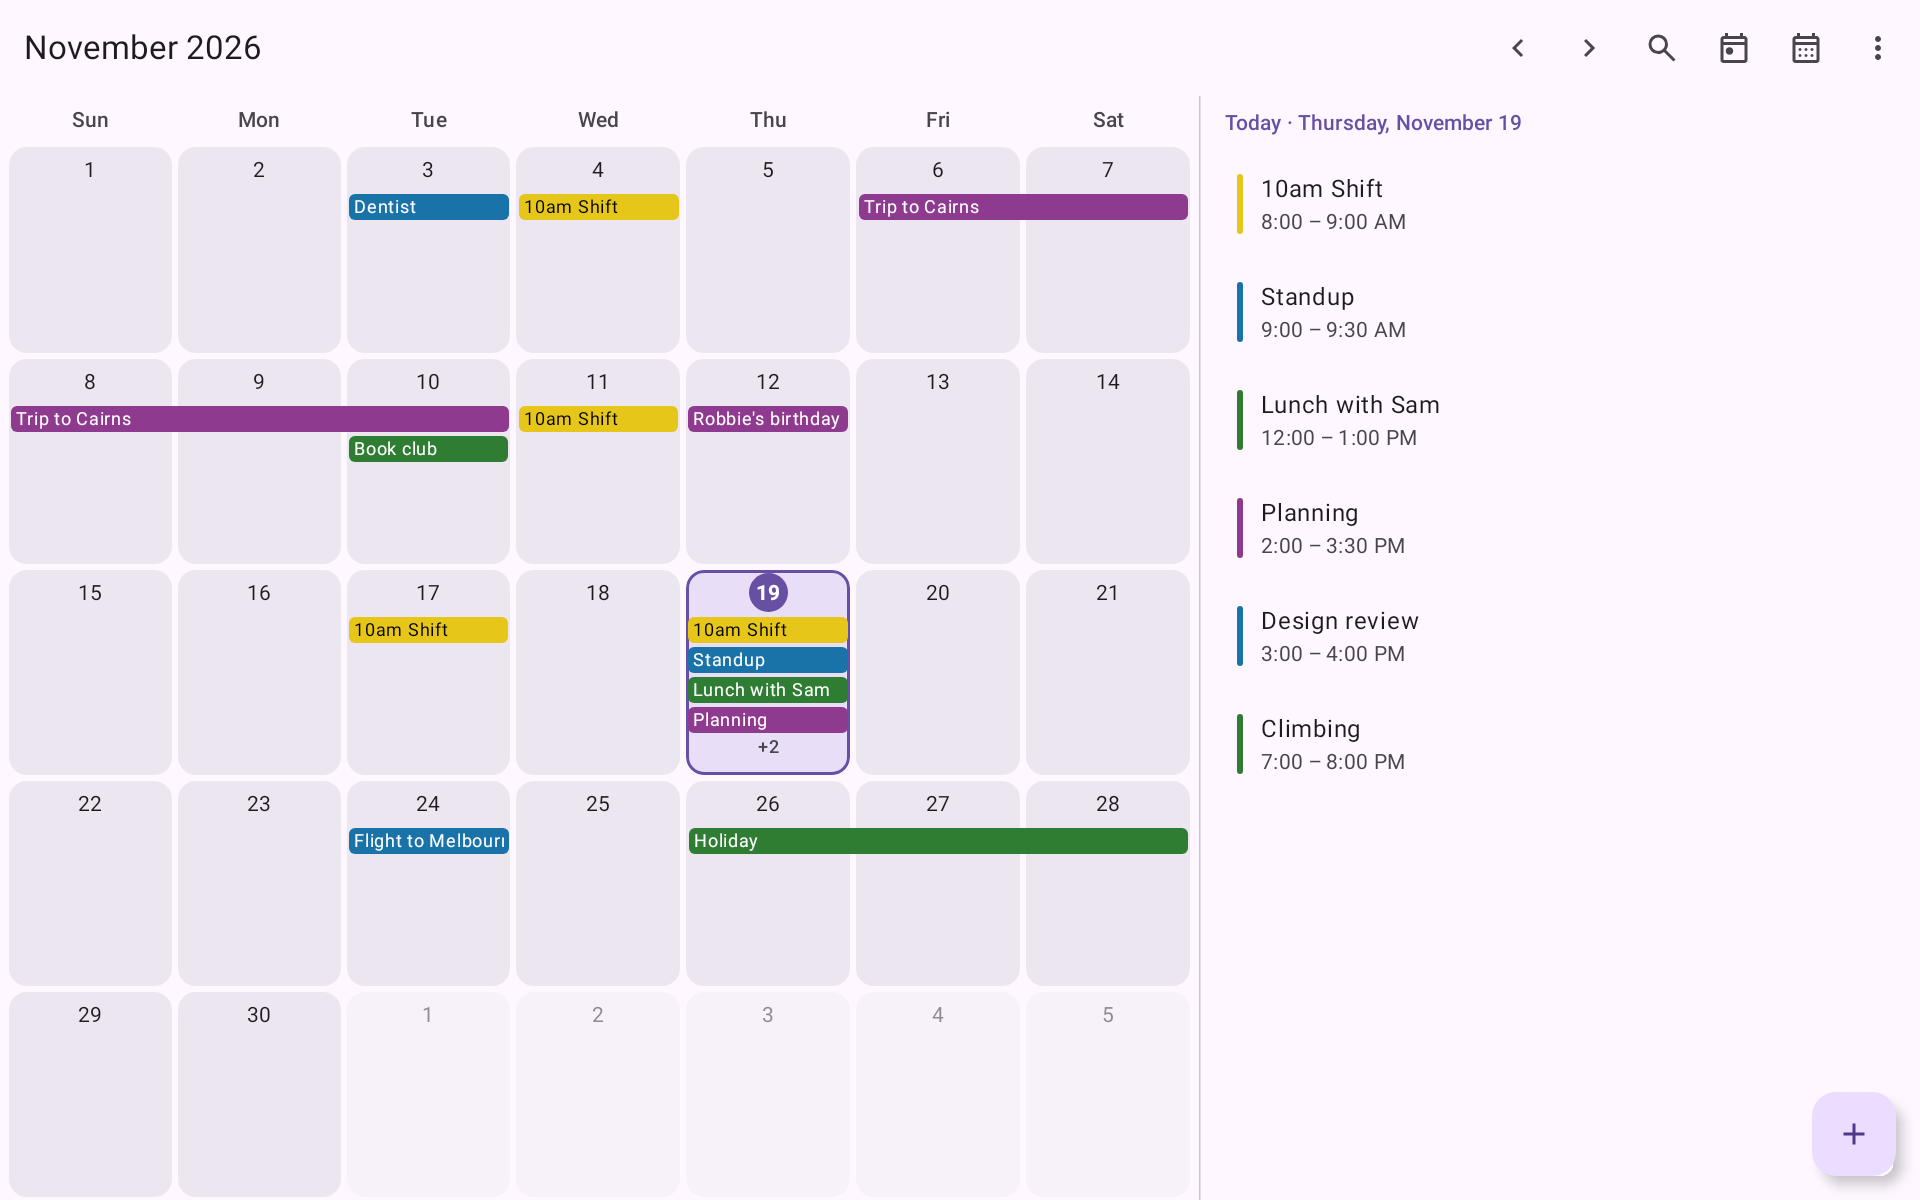 November 2026
Sun Mon Tue Wed Thu Fri Sat
1 2 3 4 5 6 7
Dentist 10am Shift Trip to Cairns
8 9 10 11 12 13 14
Trip to Cairns 10am Shift Robbie's birthday
Book club
15 16 17 18 19 20 21
10am Shift 10am Shift
Standup
Lunch with Sam
Planning
+2
22 23 24 25 26 27 28
Flight to Melbourn Holiday
29 30 1 2 3 4 5
Today · Thursday, November 19
10am Shift
8:00 – 9:00 AM
Standup
9:00 – 9:30 AM
Lunch with Sam
12:00 – 1:00 PM
Planning
2:00 – 3:30 PM
Design review
3:00 – 4:00 PM
Climbing
7:00 – 8:00 PM